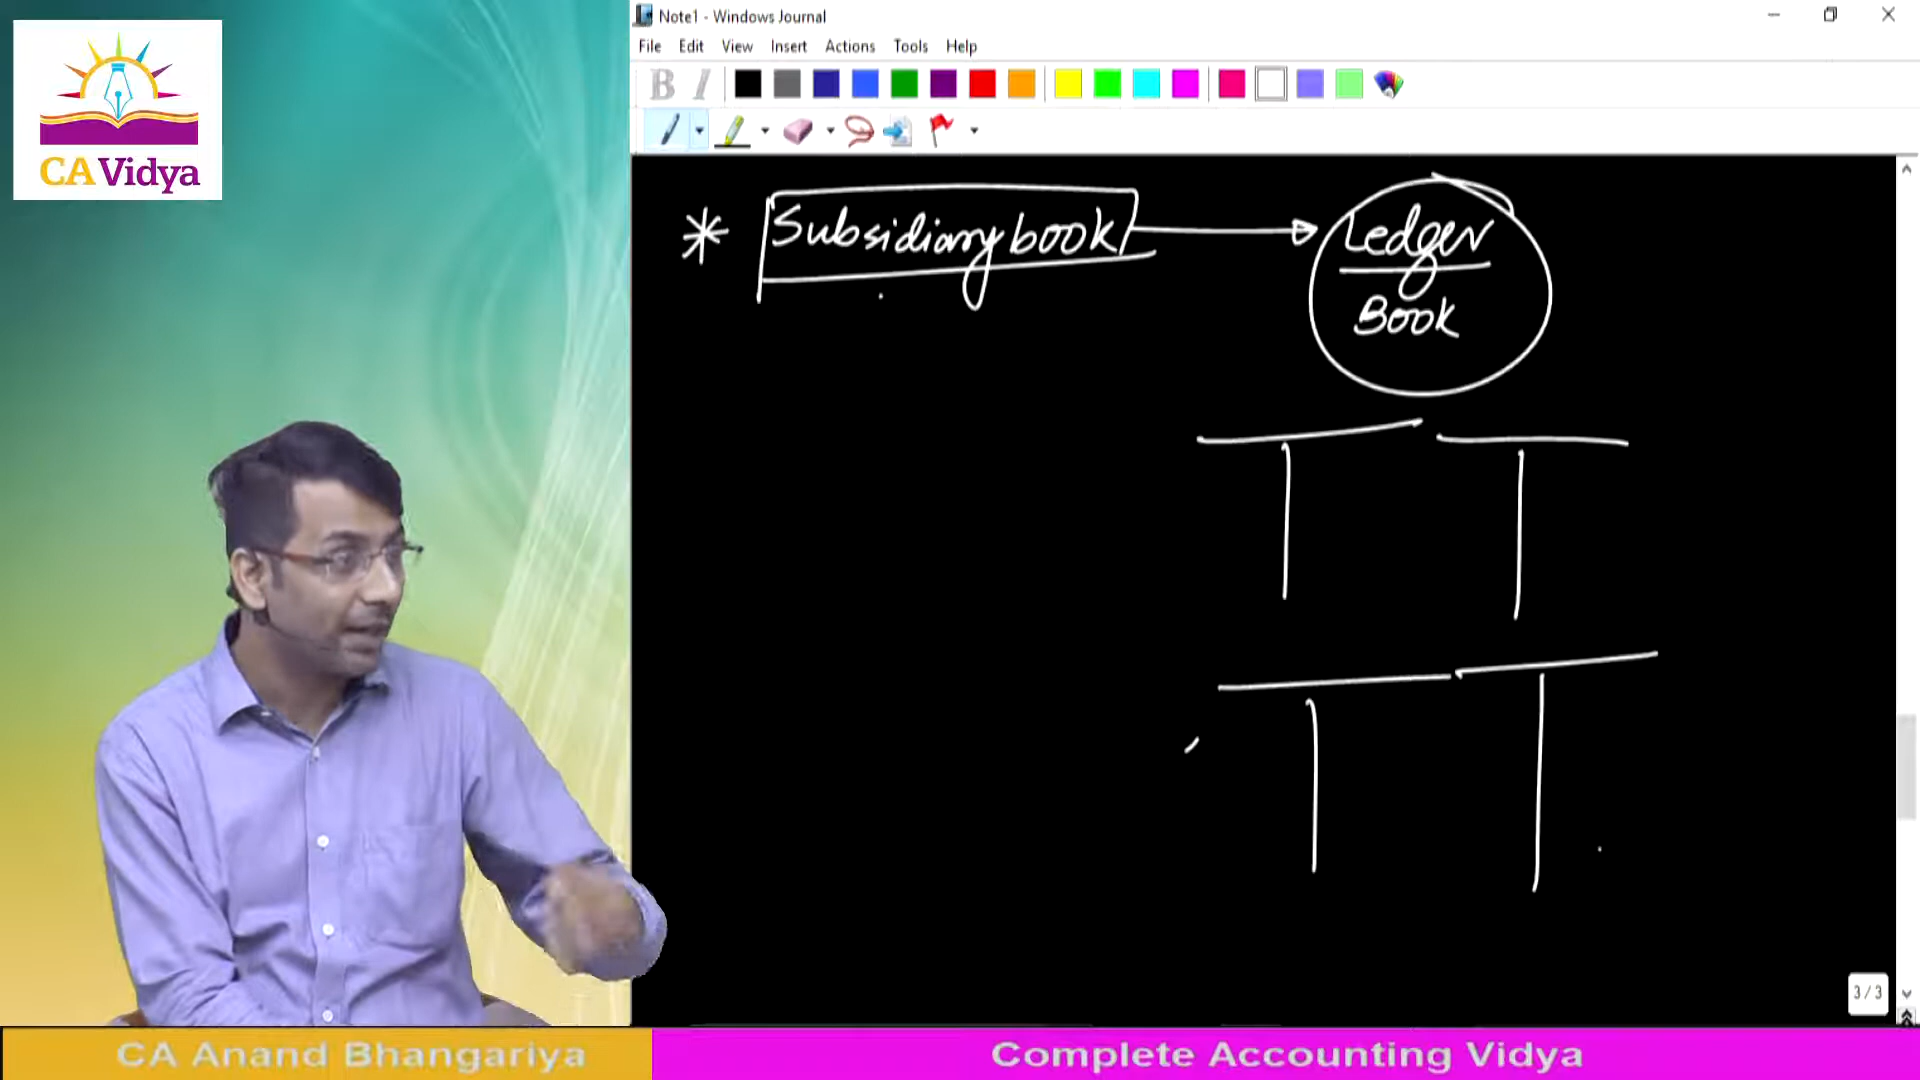 CA Vidya
Note1 - Windows Journal
File Edit View Insert Actions Tools Help
B I
* Subsidiary book
Ledger
Book
3 / 3
CA Anand Bhangariya
Complete Accounting Vidya